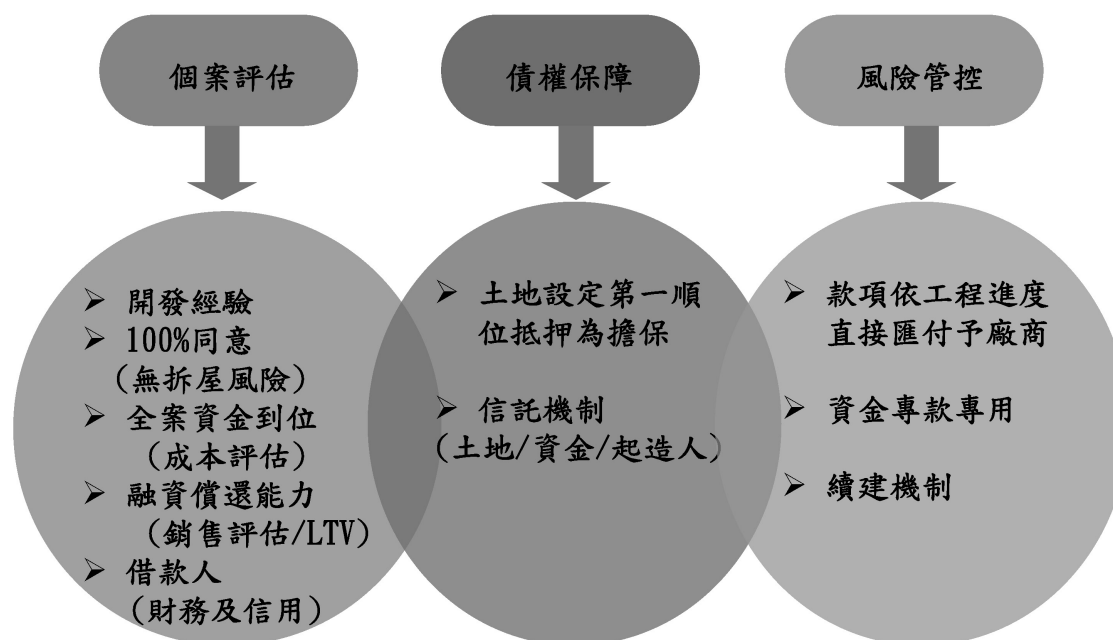 個案評估
債權保障
風險管控
➢ 開發經驗
➢ 100%同意
(無拆屋風險)
➢ 全案資金到位
(成本評估)
➢ 融資償還能力
(銷售評估/LTV)
➢ 借款人
(財務及信用)
➢ 土地設定第一順
位抵押為擔保
➢ 信託機制
(土地/資金/起造人)
➢ 款項依工程進度
直接匯付予廠商
➢ 資金專款專用
➢ 續建機制